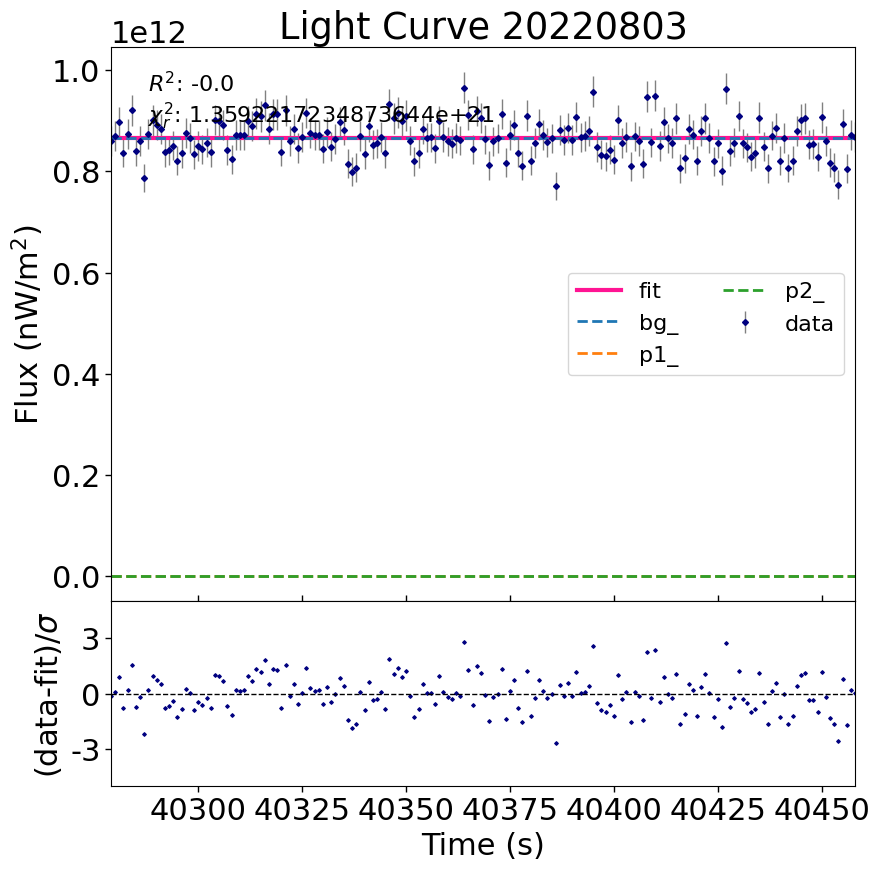 Light Curve 20220803
1e12
R²: -0.0
χ²: 1.3592217234873644e+21
1.0
0.8
0.6
0.4
0.2
0.0
Flux (nW/m²)
fit
bg_
p1_
p2_
data
3
0
-3
(data-fit)/σ
40300 40325 40350 40375 40400 40425 40450
Time (s)